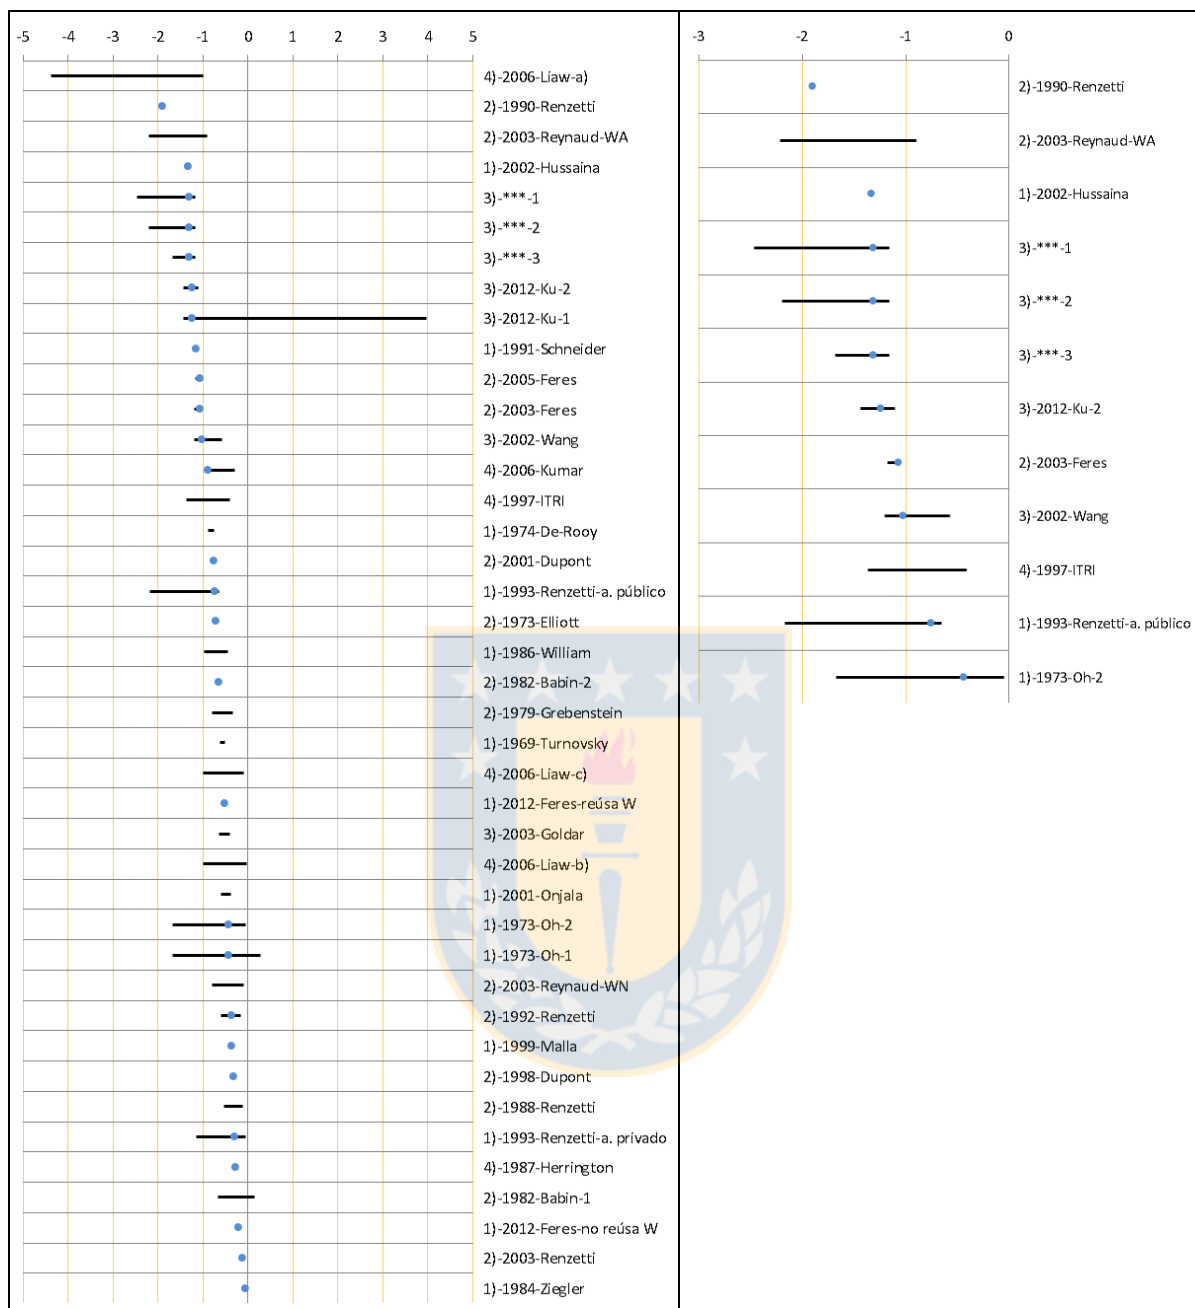 -5 -4 -3 -2 -1 0 1 2 3 4 5
4)-2006-Liaw-a)
2)-1990-Renzetti
2)-2003-Reynaud-WA
1)-2002-Hussaina
3)-***-1
3)-***-2
3)-***-3
3)-2012-Ku-2
3)-2012-Ku-1
1)-1991-Schneider
2)-2005-Feres
2)-2003-Feres
3)-2002-Wang
4)-2006-Kumar
4)-1997-ITRI
1)-1974-De-Rooy
2)-2001-Dupont
1)-1993-Renzetti-a. público
2)-1973-Elliott
1)-1986-William
2)-1982-Babin-2
2)-1979-Grebenstein
1)-1969-Turnovsky
4)-2006-Liaw-c)
1)-2012-Feres-reúsa W
3)-2003-Goldar
4)-2006-Liaw-b)
1)-2001-Onjala
1)-1973-Oh-2
1)-1973-Oh-1
2)-2003-Reynaud-WN
2)-1992-Renzetti
1)-1999-Malla
2)-1998-Dupont
2)-1988-Renzetti
1)-1993-Renzetti-a. privado
4)-1987-Herrington
2)-1982-Babin-1
1)-2012-Feres-no reúsa W
2)-2003-Renzetti
1)-1984-Ziegler
-3 -2 -1 0
2)-1990-Renzetti
2)-2003-Reynaud-WA
1)-2002-Hussaina
3)-***-1
3)-***-2
3)-***-3
3)-2012-Ku-2
2)-2003-Feres
3)-2002-Wang
4)-1997-ITRI
1)-1993-Renzetti-a. público
1)-1973-Oh-2